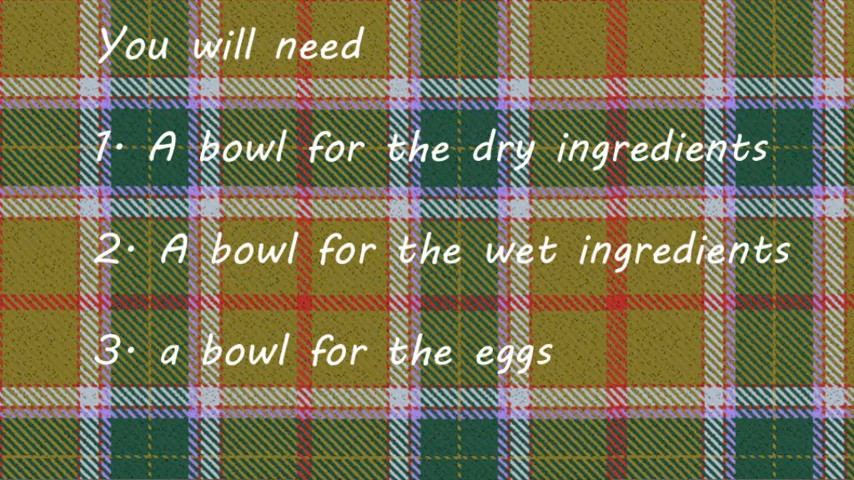 You will need
1. A bowl for the dry ingredients
2. A bowl for the wet ingredients
3. a bowl for the eggs